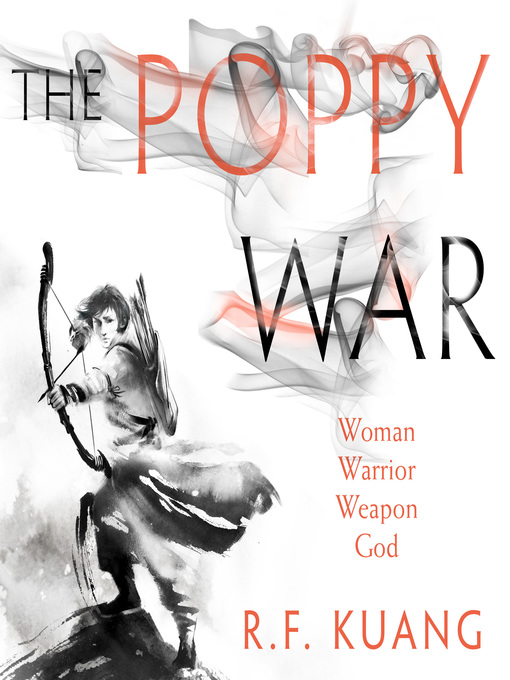 THE POPPY
WAR
Woman
Warrior
Weapon
God
R.F. KUANG